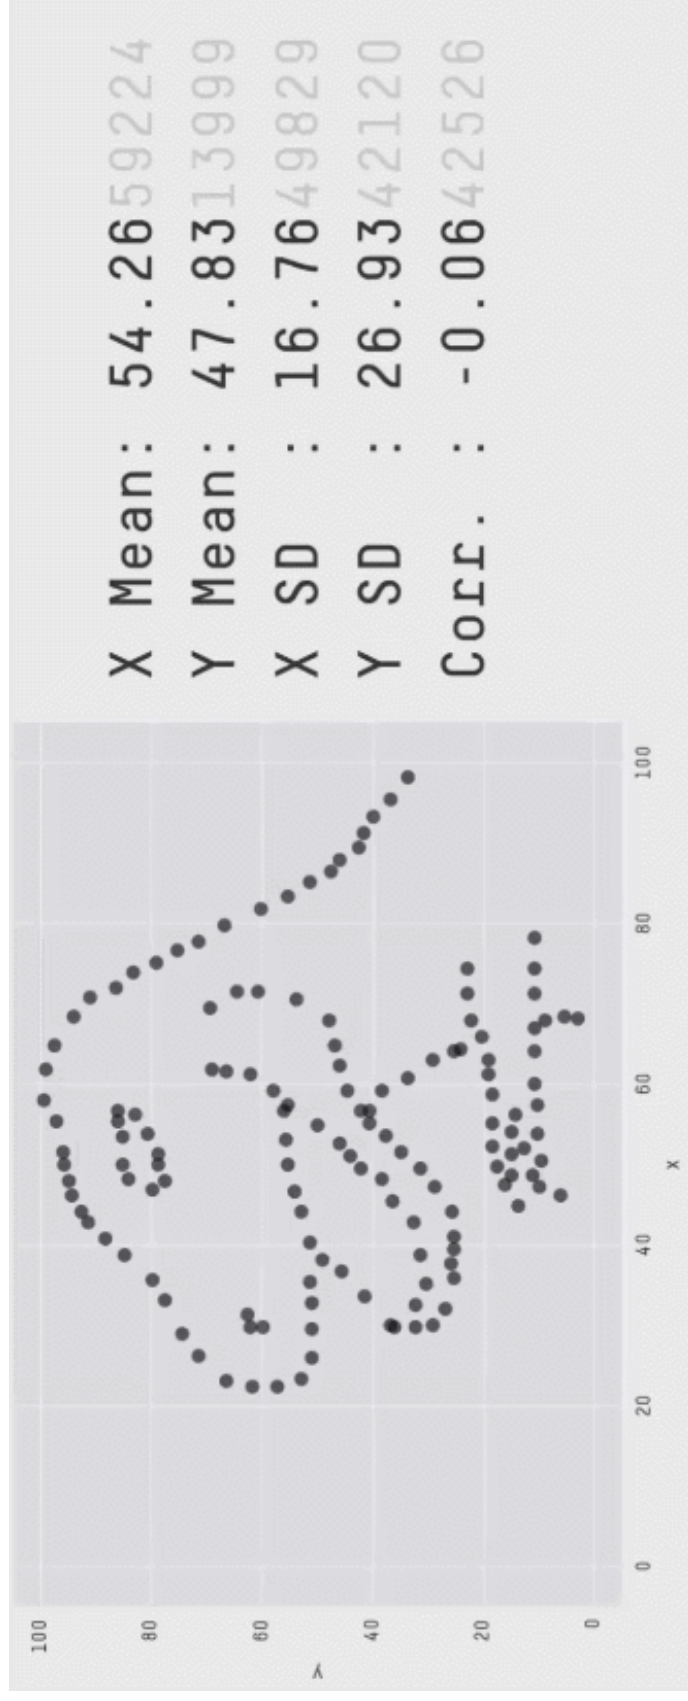 X Mean: 54.2659224
Y Mean: 47.8313999
X SD : 16.7649829
Y SD : 26.9342120
Corr. : -0.0642526
100
80
60
40
20
0
Y
0
20
40
60
80
100
X